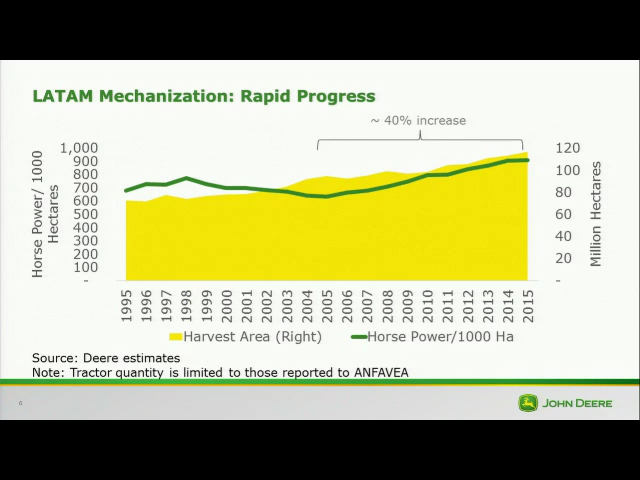 LATAM Mechanization: Rapid Progress
~ 40% increase
Horse Power/ 1000
Hectares
1,000
900
800
700
600
500
400
300
200
100
-
120
100
80
60
40
20
-
Million Hectares
1995 1996 1997 1998 1999 2000 2001 2002 2003 2004 2005 2006 2007 2008 2009 2010 2011 2012 2013 2014 2015
Harvest Area (Right) Horse Power/1000 Ha
Source: Deere estimates
Note: Tractor quantity is limited to those reported to ANFAVEA
6
JOHN DEERE